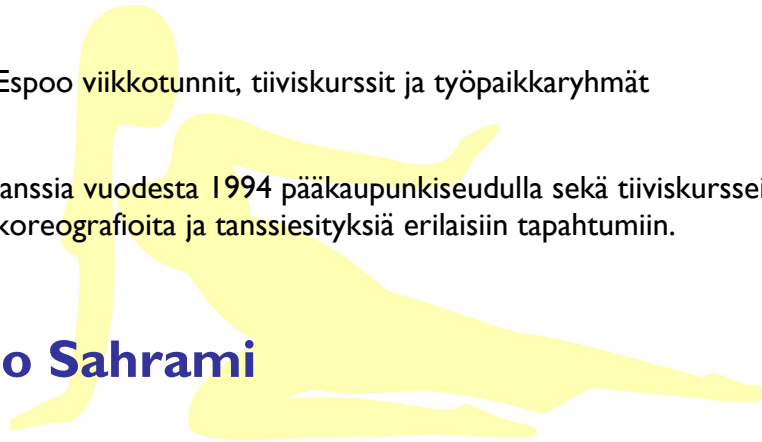 Espoo viikkotunnit, tiiviskurssit ja työpaikkaryhmät
anssia vuodesta 1994 pääkaupunkiseudulla sekä tiiviskurssei
koreografioita ja tanssiesityksiä erilaisiin tapahtumiin.
o Sahrami